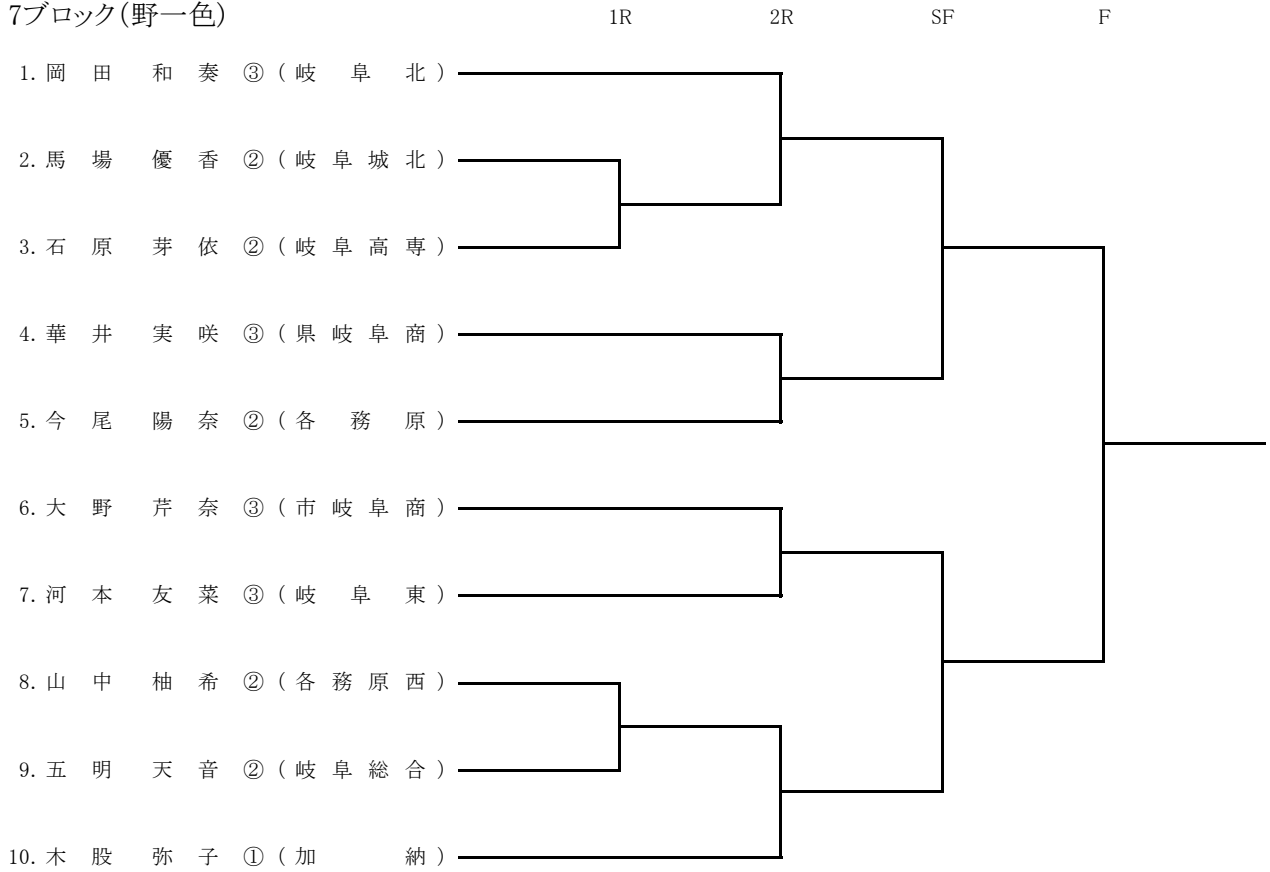 7ブロック(野一色) 1R 2R SF F
1. 岡 田 和 奏 ③ ( 岐 阜 北 )
2. 馬 場 優 香 ② ( 岐 阜 城 北 )
3. 石 原 芽 依 ② ( 岐 阜 高 専 )
4. 華 井 実 咲 ③ ( 県 岐 阜 商 )
5. 今 尾 陽 奈 ② ( 各 務 原 )
6. 大 野 芹 奈 ③ ( 市 岐 阜 商 )
7. 河 本 友 菜 ③ ( 岐 阜 東 )
8. 山 中 柚 希 ② ( 各 務 原 西 )
9. 五 明 天 音 ② ( 岐 阜 総 合 )
10. 木 股 弥 子 ① ( 加 納 )